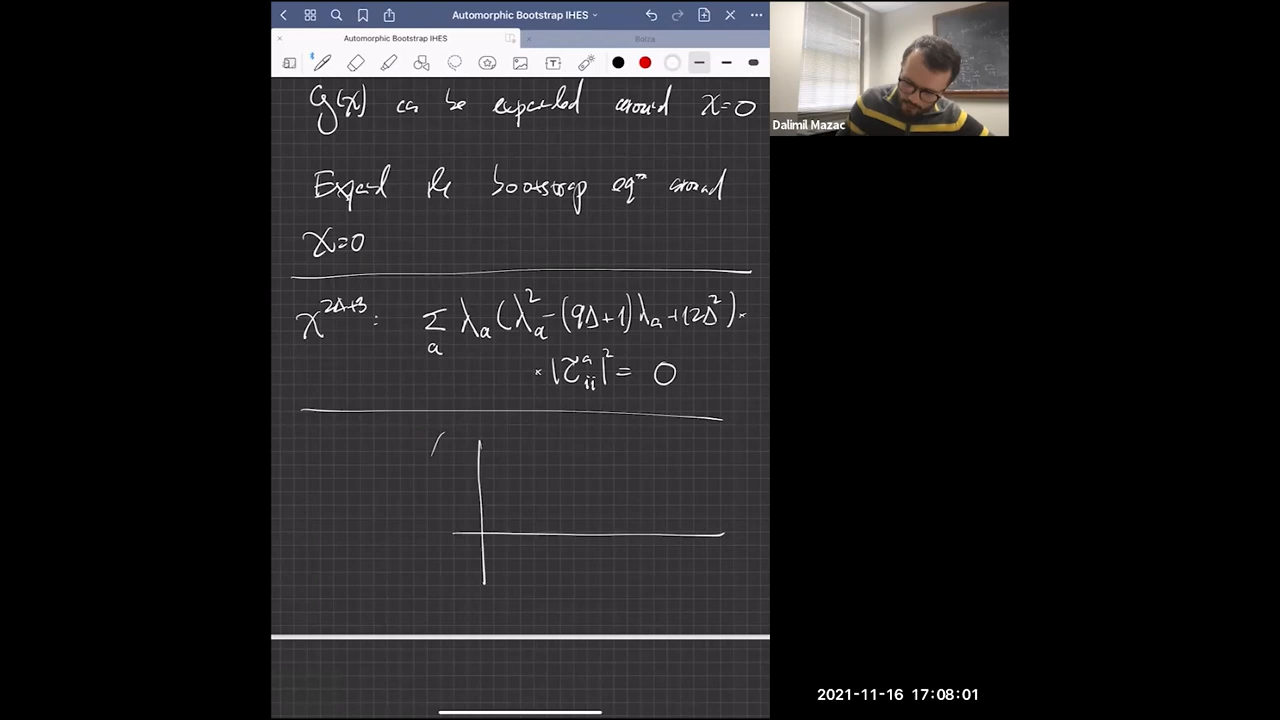 Automorphic Bootstrap IHES
Automorphic Bootstrap IHES
Bolza
G(χ) can be expanded around χ=0
Expand the bootstrap eqⁿ around
χ=0
χ^{2Δ+3} : Σ_a λ_a (λ_a² − (9Δ+1)λ_a + 12Δ²) ×
× |τ^a_{ii}|² = 0
Dalimil Mazac
2021-11-16 17:08:01